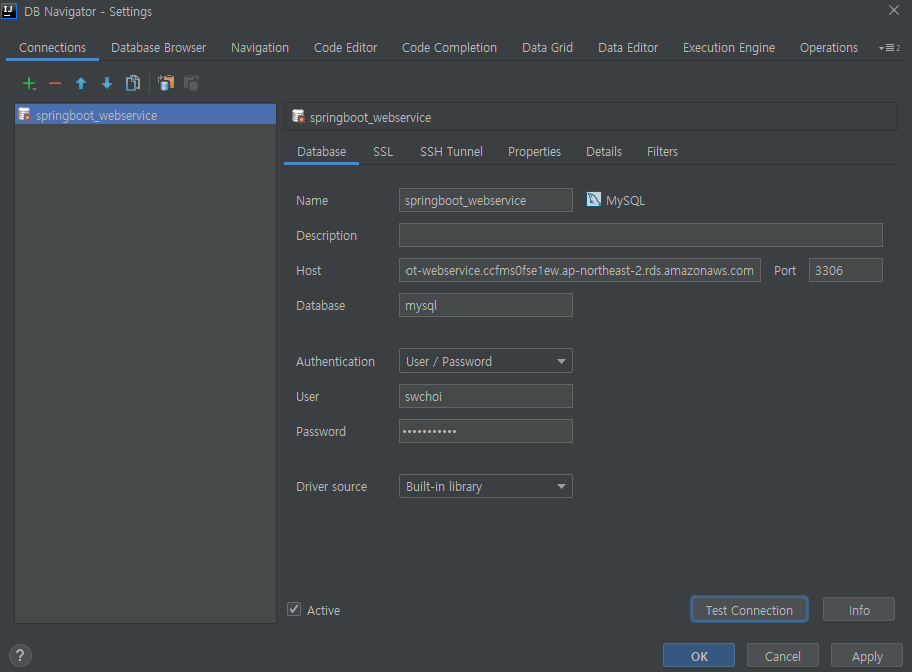 DB Navigator - Settings
Connections Database Browser Navigation Code Editor Code Completion Data Grid Data Editor Execution Engine Operations 2
springboot_webservice
springboot_webservice
Database SSL SSH Tunnel Properties Details Filters
Name springboot_webservice MySQL
Description
Host ot-webservice.ccfms0fse1ew.ap-northeast-2.rds.amazonaws.com Port 3306
Database mysql
Authentication User / Password
User swchoi
Password •••••••••••
Driver source Built-in library
Active Test Connection Info
? OK Cancel Apply